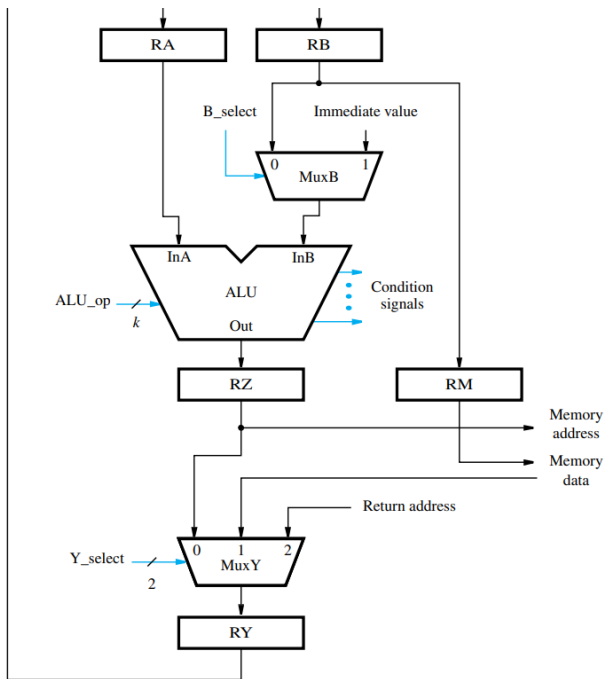 RA
RB
B_select
Immediate value
0
1
MuxB
InA
InB
ALU_op
k
ALU
Out
Condition
signals
RZ
RM
Memory
address
Memory
data
Return address
Y_select
2
0
1
2
MuxY
RY